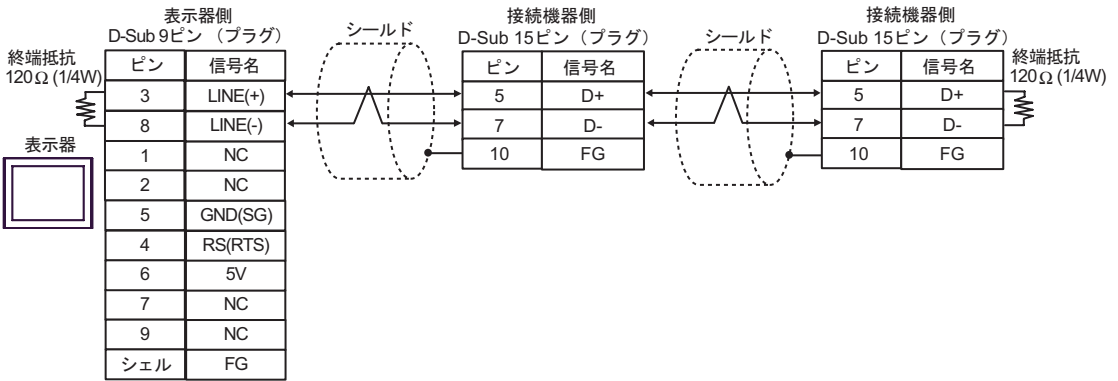 表示器側
D-Sub 9ピン （プラグ）
終端抵抗
120Ω (1/4W)
ピン 信号名
3 LINE(+)
8 LINE(-)
1 NC
2 NC
5 GND(SG)
4 RS(RTS)
6 5V
7 NC
9 NC
シェル FG
表示器
シールド
接続機器側
D-Sub 15ピン（プラグ）
ピン 信号名
5 D+
7 D-
10 FG
シールド
接続機器側
D-Sub 15ピン（プラグ）
ピン 信号名
5 D+
7 D-
10 FG
終端抵抗
120Ω (1/4W)